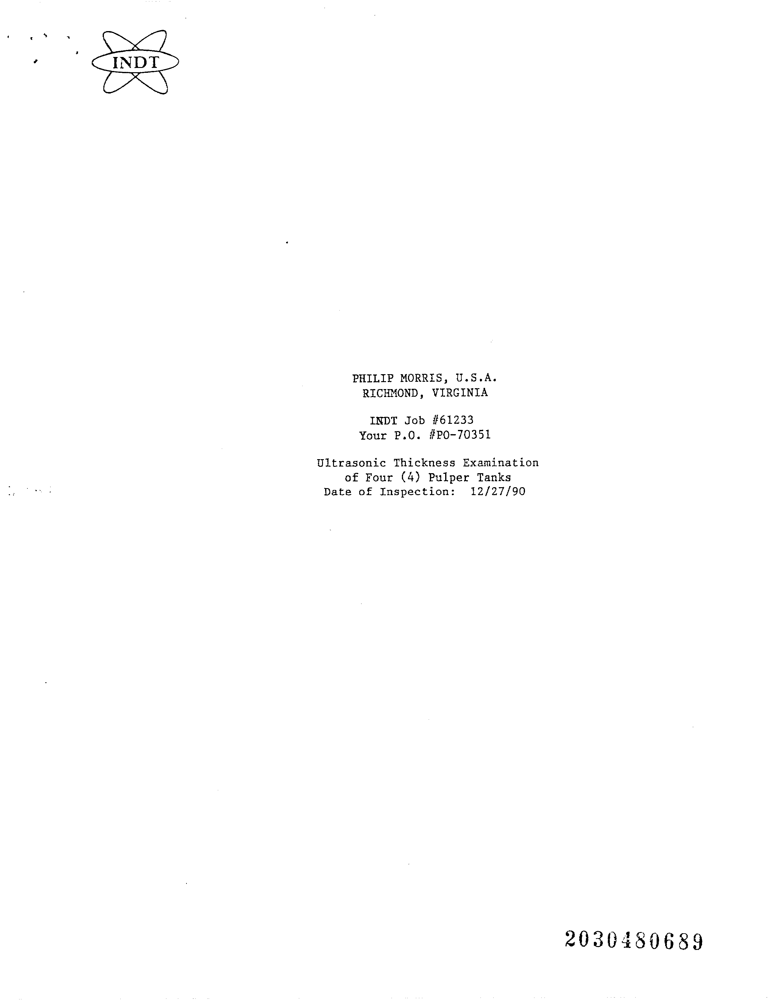 INDT
PHILIP MORRIS, U.S.A.
RICHMOND, VIRGINIA
INDT Job #61233
Your P.O. #PO-70351
Ultrasonic Thickness Examination
of Four (4) Pulper Tanks
Date of Inspection: 12/27/90
2030480689